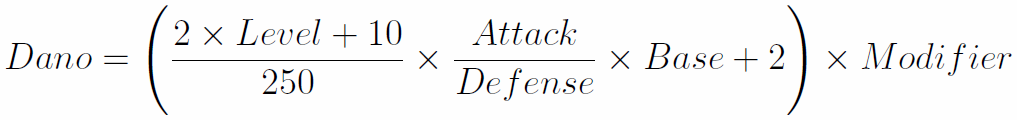 Dano = ( 2 × Level + 10 / 250 × Attack / Defense × Base + 2 ) × Modifier